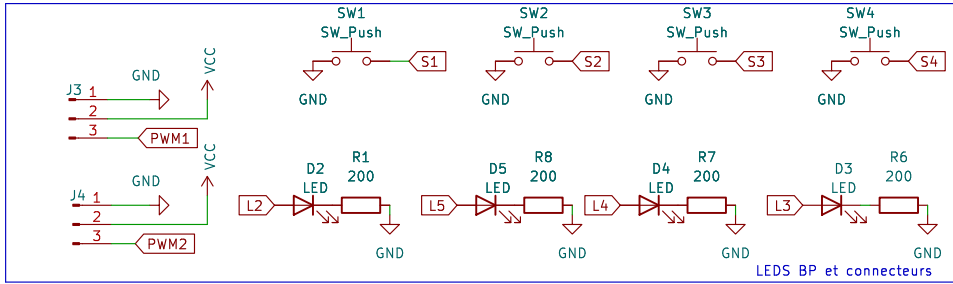 SW1 SW2 SW3 SW4
SW_Push SW_Push SW_Push SW_Push
S1 S2 S3 S4
GND GND GND GND
GND VCC
J3 1
2
3 PWM1
GND VCC
J4 1
2
3 PWM2
D2 R1 D5 R8 D4 R7 D3 R6
LED 200 LED 200 LED 200 LED 200
L2 L5 L4 L3
GND GND GND GND
LEDS BP et connecteurs